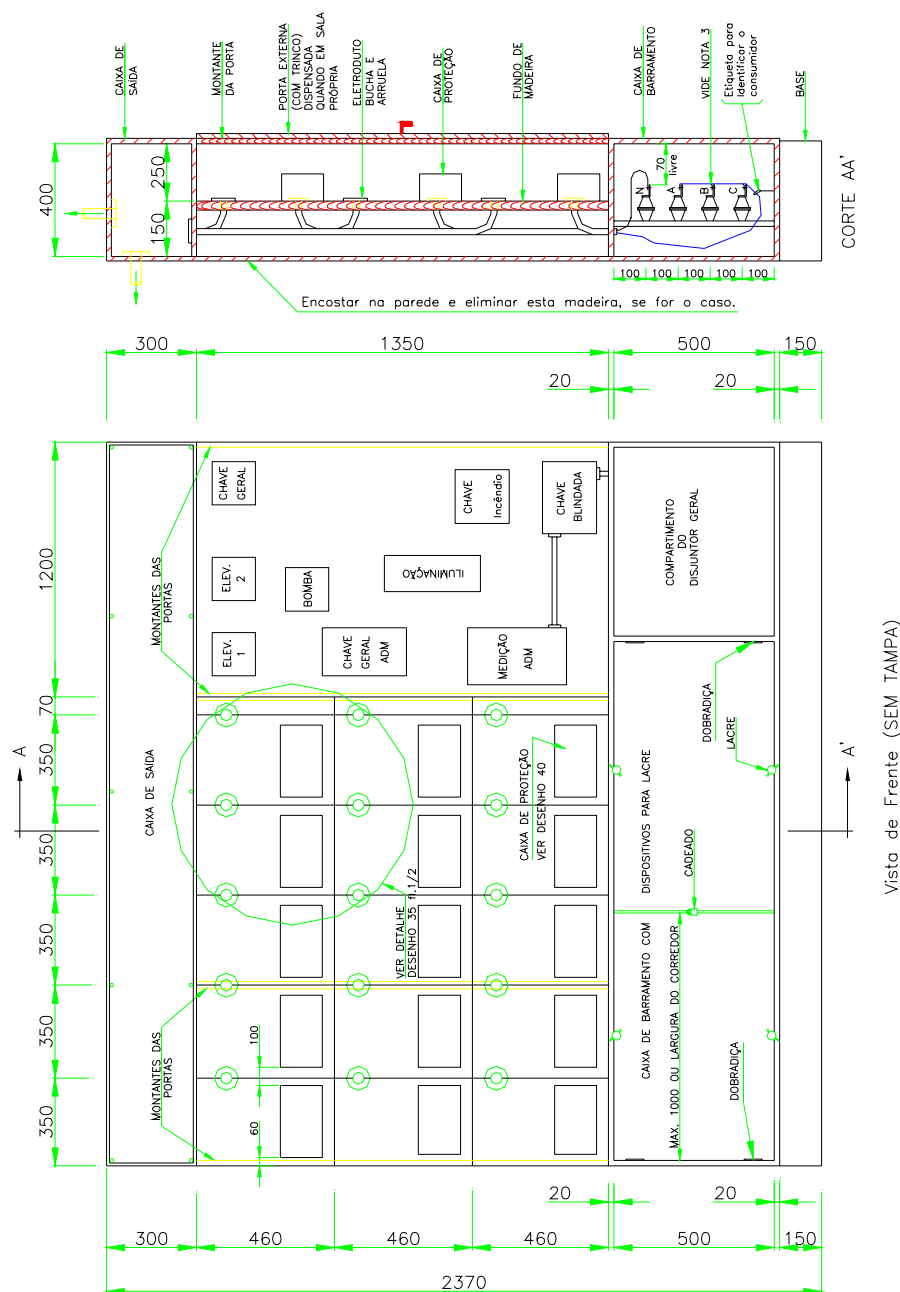 CAIXA DE
SAÍDA
MONTANTE
DA PORTA
PORTA EXTERNA
(COM TRINCO)
DISPENSADA
QUANDO EM SALA
PRÓPRIA
ELETRODUTO
BUCHA E
ARRUELA
CAIXA DE
PROTEÇÃO
FUNDO DE
MADEIRA
CAIXA DE
BARRAMENTO
VIDE NOTA 3
Etiqueta para
identificar o
consumidor
BASE
400
250
150
70
livre
N
A
B
C
100
100
100
100
100
CORTE AA'
Encostar na parede e eliminar esta madeira, se for o caso.
300
1350
500
150
20
20
1200
70
350
350
350
350
350
A
A'
MONTANTES DAS
PORTAS
CAIXA DE SAÍDA
MONTANTES DAS
PORTAS
CHAVE
GERAL
ELEV.
2
ELEV.
1
BOMBA
CHAVE
GERAL
ADM
ILUMINAÇÃO
CHAVE
Incêndio
CHAVE
BLINDADA
MEDIÇÃO
ADM
COMPARTIMENTO
DO
DISJUNTOR GERAL
CAIXA DE PROTEÇÃO
VER DESENHO 40
VER DETALHE
DESENHO 35 fl.1/2
DOBRADIÇA
LACRE
DISPOSITIVOS PARA LACRE
CADEADO
CAIXA DE BARRAMENTO COM
MAX. 1000 OU LARGURA DO CORREDOR
DOBRADIÇA
100
60
20
20
300
460
460
460
500
150
2370
Vista de Frente (SEM TAMPA)